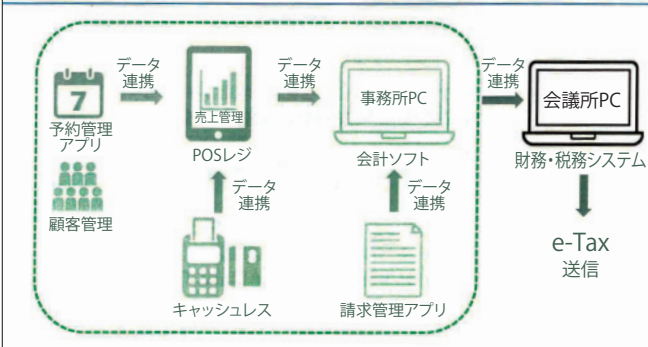 データ
連携
データ
連携
データ
連携
7
予約管理
アプリ
顧客管理
売上管理
POSレジ
事務所PC
会計ソフト
会議所PC
財務・税務システム
データ
連携
データ
連携
キャッシュレス
請求管理アプリ
e-Tax
送信